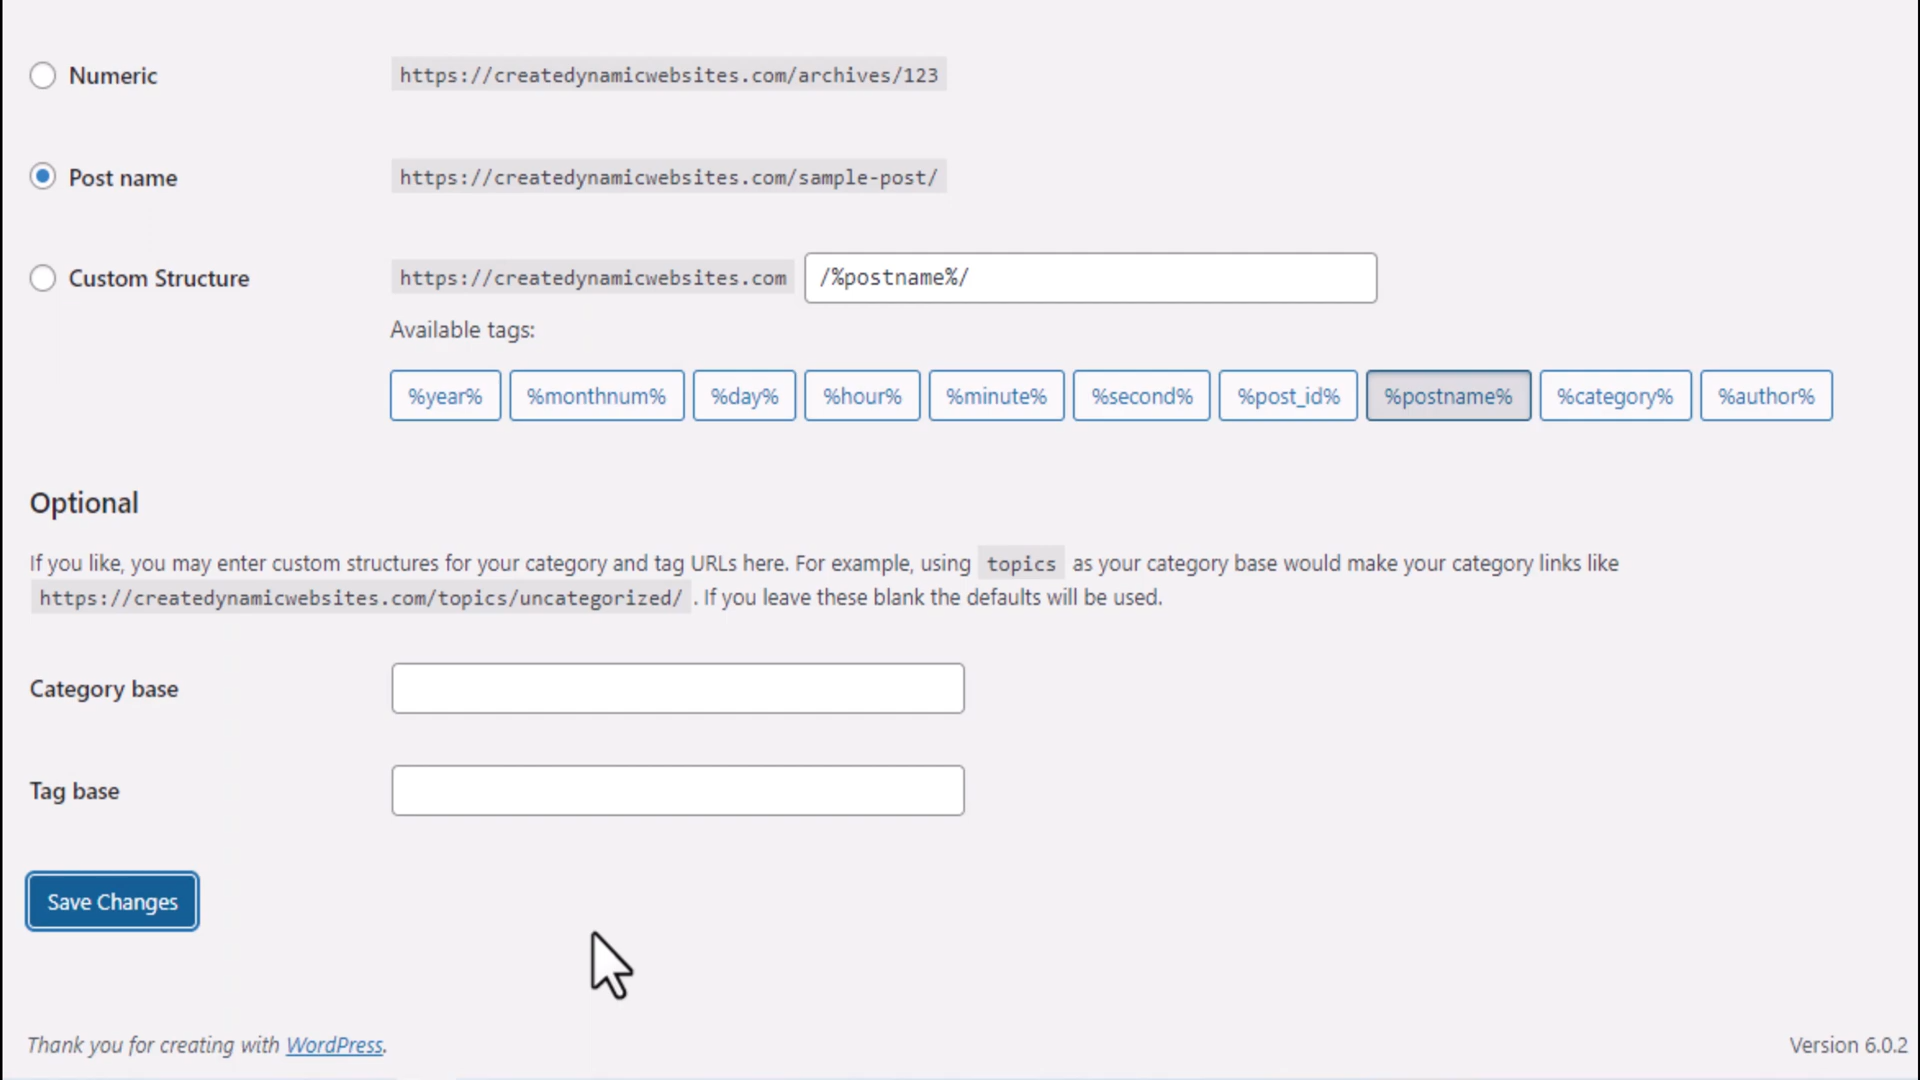 Numeric https://createdynamicwebsites.com/archives/123
Post name https://createdynamicwebsites.com/sample-post/
Custom Structure https://createdynamicwebsites.com /%postname%/
Available tags:
%year% %monthnum% %day% %hour% %minute% %second% %post_id% %postname% %category% %author%
Optional
If you like, you may enter custom structures for your category and tag URLs here. For example, using topics as your category base would make your category links like
https://createdynamicwebsites.com/topics/uncategorized/ . If you leave these blank the defaults will be used.
Category base
Tag base
Save Changes
Thank you for creating with WordPress. Version 6.0.2